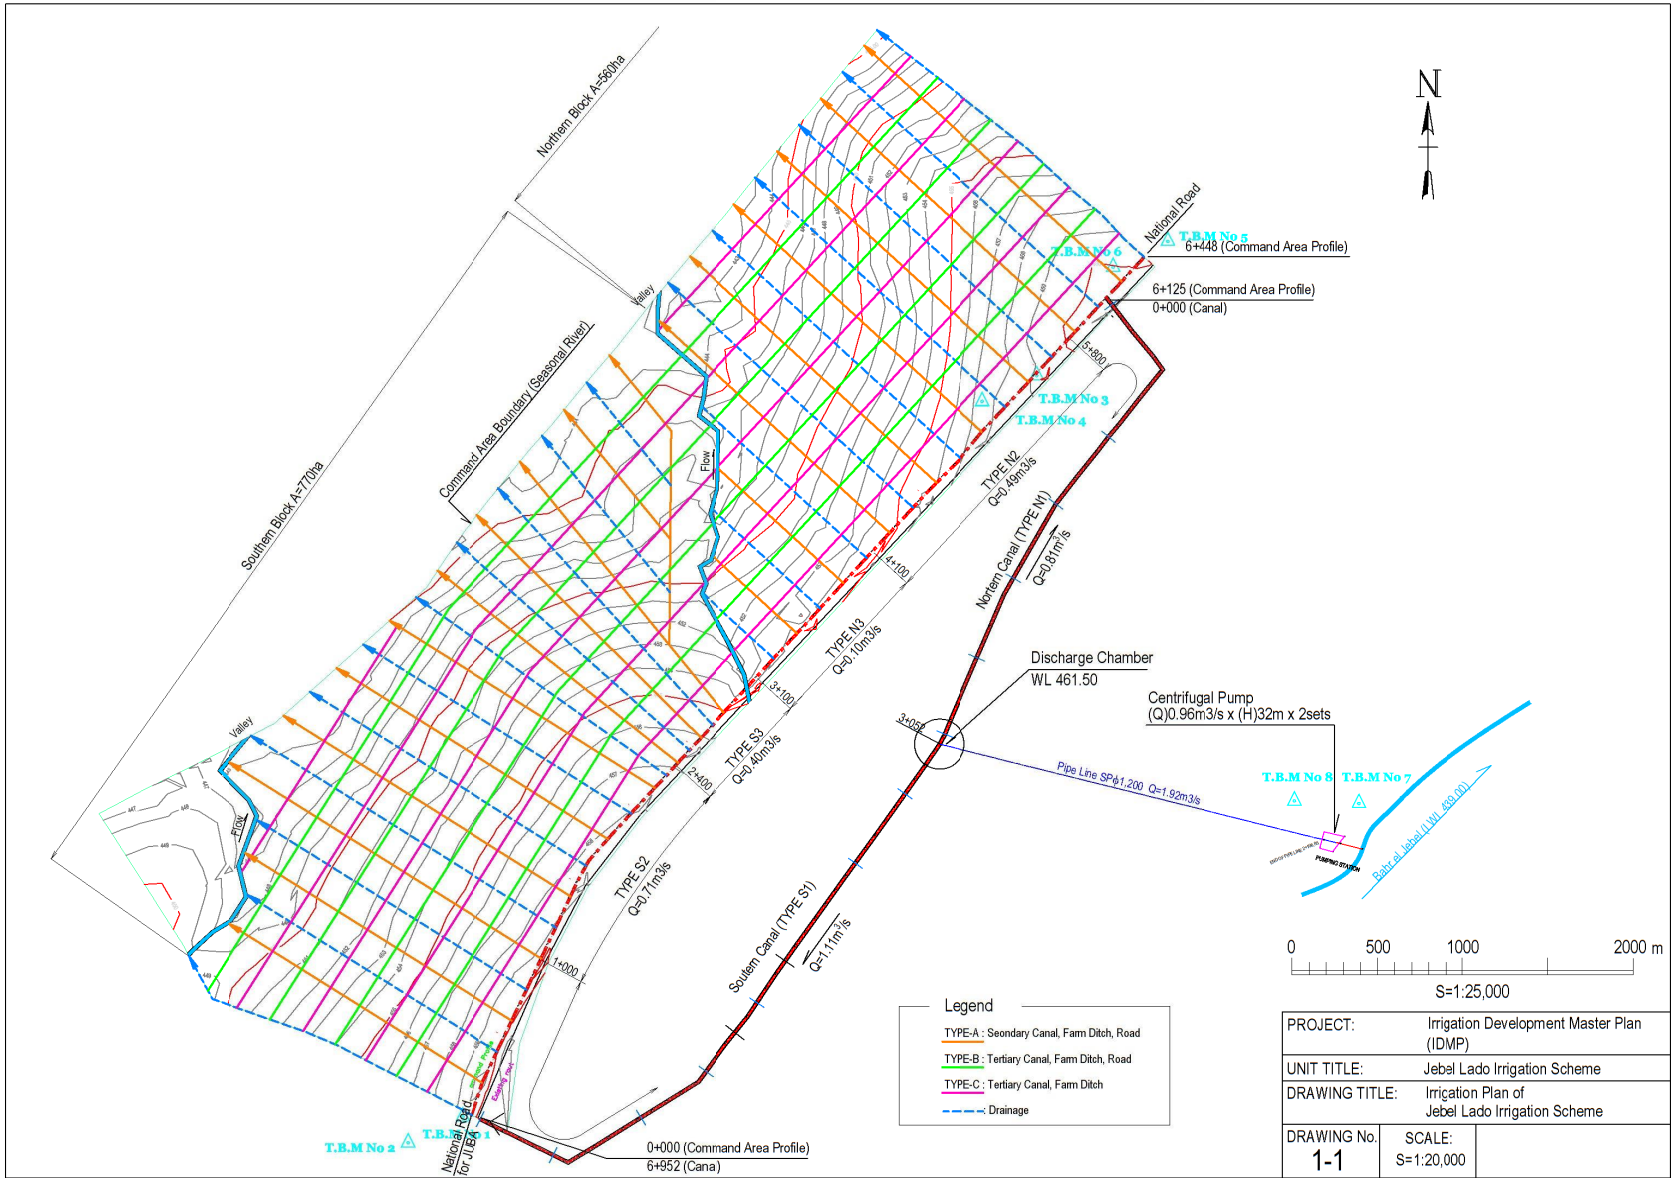 Northern Block A=560ha
N
National Road
T.B.M No 5
6+448 (Command Area Profile)
T.B.M No 6
6+125 (Command Area Profile)
0+000 (Canal)
Valley
Command Area Boundary (Seasonal River)
5+800
T.B.M No 3
T.B.M No 4
Flow
Southern Block A=770ha
TYPE N2
Q=0.49m3/s
Nortern Canal (TYPE N1)
Q=0.81m³/s
4+100
TYPE N3
Q=0.10m3/s
Discharge Chamber
WL 461.50
3+100
Centrifugal Pump
(Q)0.96m3/s x (H)32m x 2sets
3+052
TYPE S3
Q=0.40m3/s
Valley
2+400
Pipe Line SPϕ1,200 Q=1.92m3/s
T.B.M No 8
T.B.M No 7
Bahr el Jebel (LWL 439.00)
PUMPING STATION
Flow
TYPE S2
Q=0.71m3/s
Soutern Canal (TYPE S1)
Q=1.11m³/s
1+000
0 500 1000 2000 m
S=1:25,000
Legend
TYPE-A : Seondary Canal, Farm Ditch, Road
TYPE-B : Tertiary Canal, Farm Ditch, Road
TYPE-C : Tertiary Canal, Farm Ditch
: Drainage
PROJECT: Irrigation Development Master Plan
(IDMP)
UNIT TITLE: Jebel Lado Irrigation Scheme
DRAWING TITLE: Irrigation Plan of
Jebel Lado Irrigation Scheme
DRAWING No. SCALE:
1-1 S=1:20,000
T.B.M No 2
T.B.M No 1
National Road
for JUBA
0+000 (Command Area Profile)
6+952 (Cana)